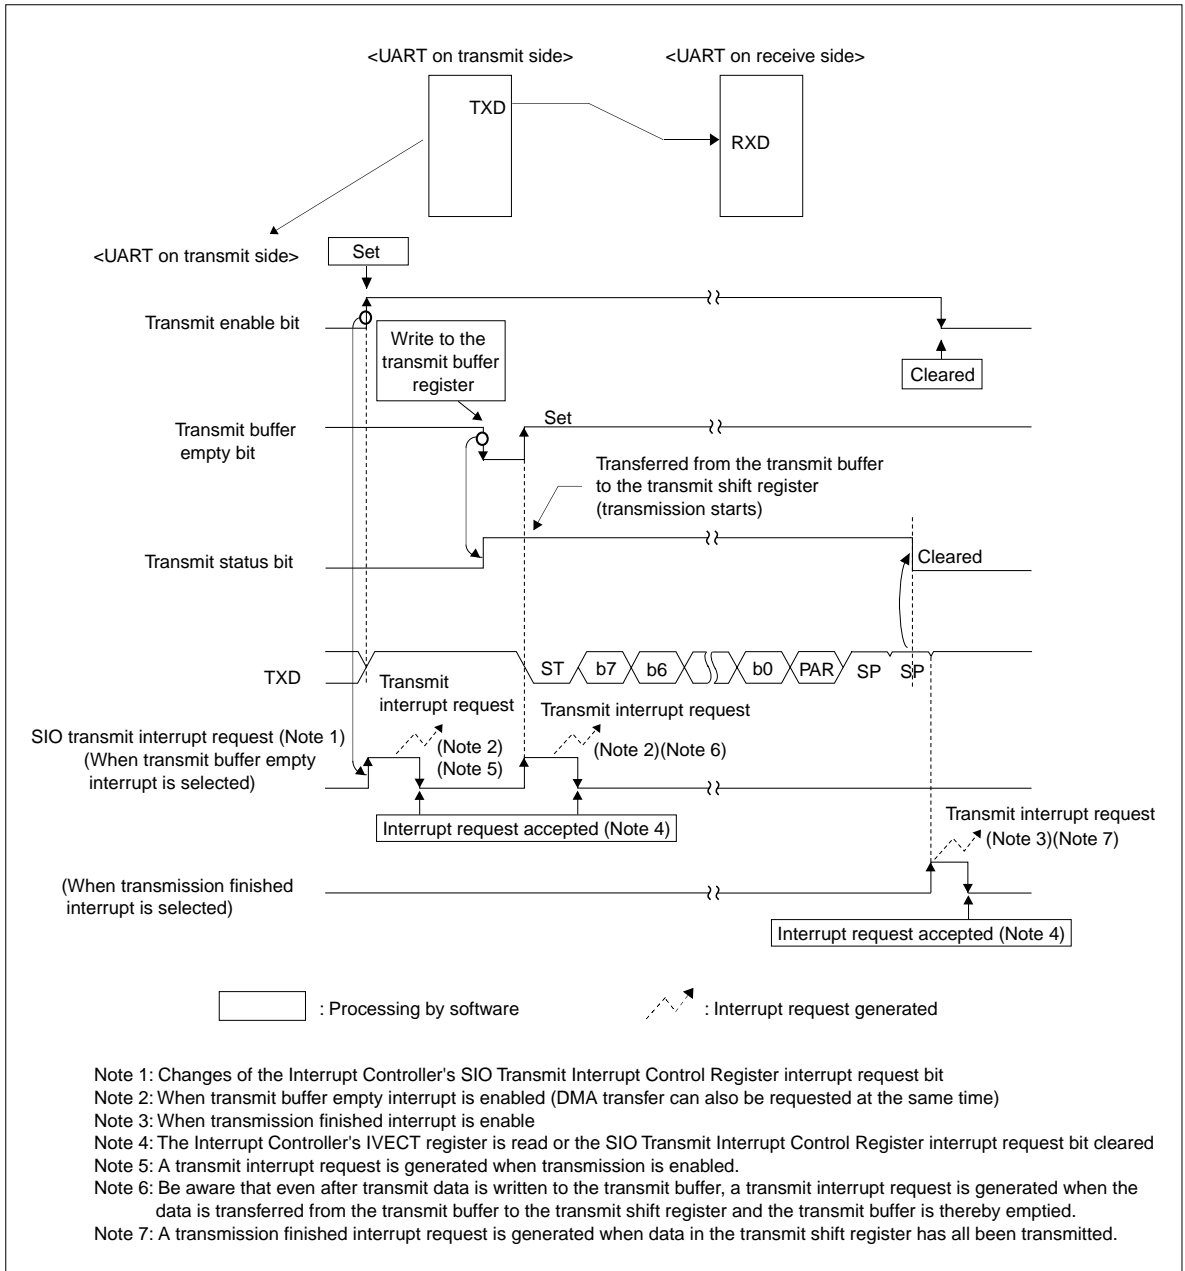 <UART on transmit side>
<UART on receive side>
TXD
RXD
<UART on transmit side>
Set
Transmit enable bit
Write to the
transmit buffer
register
Cleared
Transmit buffer
empty bit
Set
Transferred from the transmit buffer
to the transmit shift register
(transmission starts)
Transmit status bit
Cleared
TXD
ST
b7
b6
b0
PAR
SP
SP
Transmit
interrupt request
Transmit interrupt request
SIO transmit interrupt request (Note 1)
(When transmit buffer empty
interrupt is selected)
(Note 2)
(Note 5)
(Note 2)(Note 6)
Interrupt request accepted (Note 4)
Transmit interrupt request
(Note 3)(Note 7)
(When transmission finished
interrupt is selected)
Interrupt request accepted (Note 4)
: Processing by software
: Interrupt request generated
Note 1: Changes of the Interrupt Controller's SIO Transmit Interrupt Control Register interrupt request bit
Note 2: When transmit buffer empty interrupt is enabled (DMA transfer can also be requested at the same time)
Note 3: When transmission finished interrupt is enable
Note 4: The Interrupt Controller's IVECT register is read or the SIO Transmit Interrupt Control Register interrupt request bit cleared
Note 5: A transmit interrupt request is generated when transmission is enabled.
Note 6: Be aware that even after transmit data is written to the transmit buffer, a transmit interrupt request is generated when the
data is transferred from the transmit buffer to the transmit shift register and the transmit buffer is thereby emptied.
Note 7: A transmission finished interrupt request is generated when data in the transmit shift register has all been transmitted.